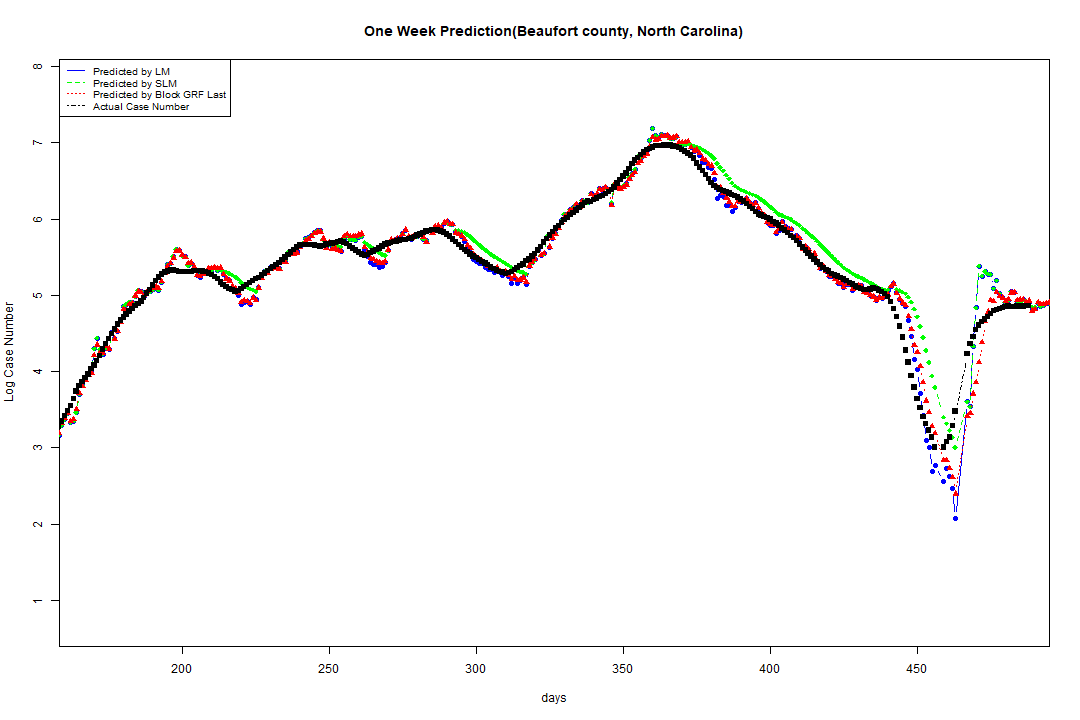 One Week Prediction(Beaufort county, North Carolina)
Predicted by LM
Predicted by SLM
Predicted by Block GRF Last
Actual Case Number
8
7
6
5
4
3
2
1
Log Case Number
200 250 300 350 400 450
days